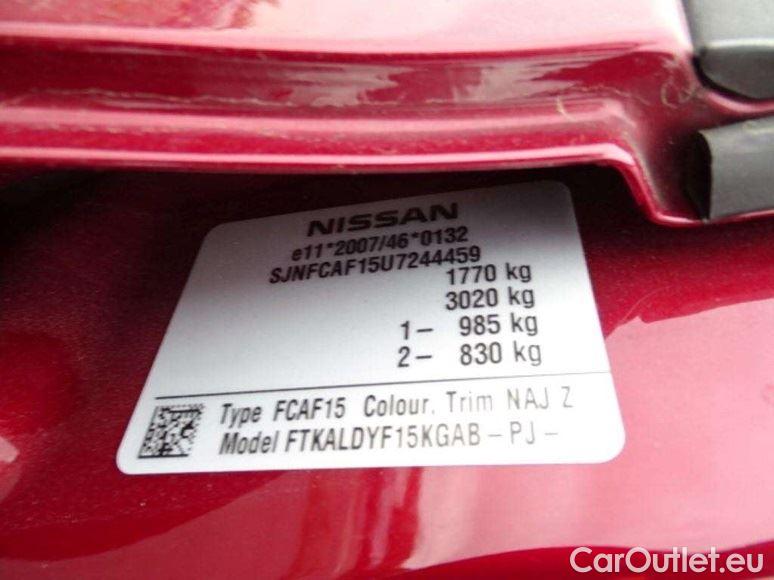 NISSAN
e11*2007/46*0132
SJNFCAF15U7244459
1770 kg
3020 kg
1- 985 kg
2- 830 kg
Type FCAF15 Colour, Trim NAJ Z
Model FTKALDYF15KGAB - PJ -
CarOutlet.eu